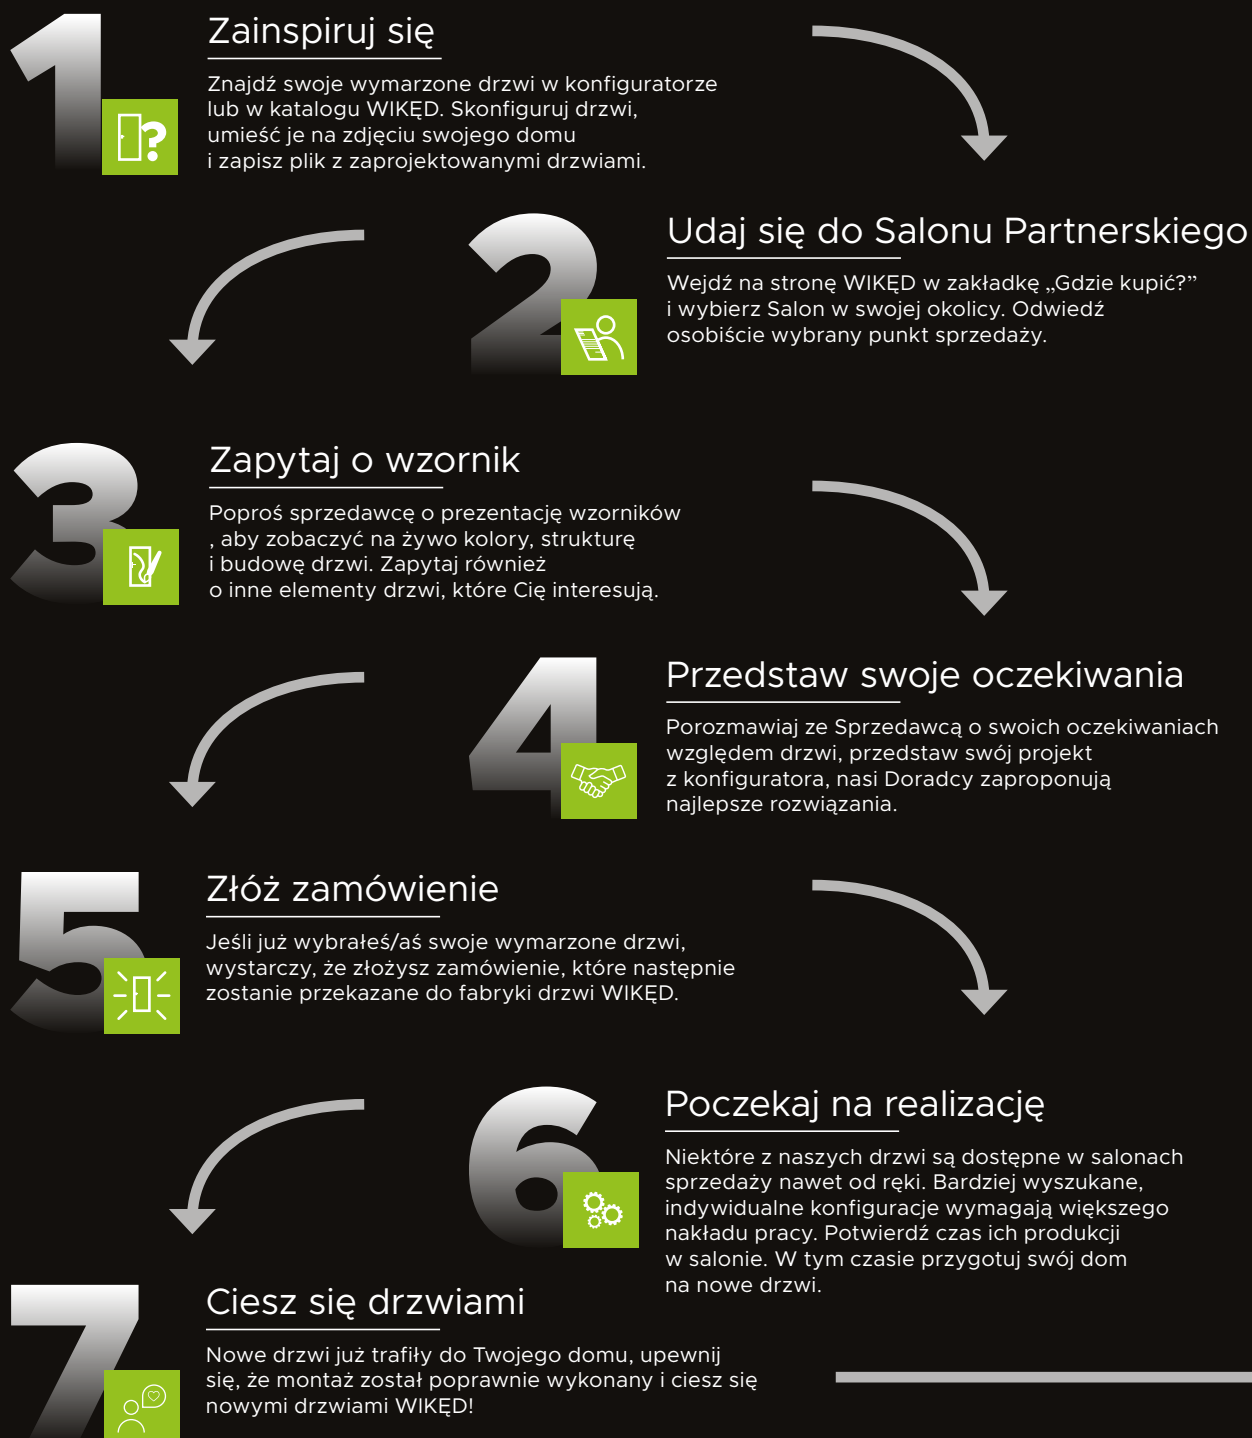 1
Zainspiruj się
Znajdź swoje wymarzone drzwi w konfiguratorze
lub w katalogu WIKĘD. Skonfiguruj drzwi,
umieść je na zdjęciu swojego domu
i zapisz plik z zaprojektowanymi drzwiami.
?
2
Udaj się do Salonu Partnerskiego
Wejdź na stronę WIKĘD w zakładkę „Gdzie kupić?”
i wybierz Salon w swojej okolicy. Odwiedź
osobiście wybrany punkt sprzedaży.
3
Zapytaj o wzornik
Poproś sprzedawcę o prezentację wzorników
, aby zobaczyć na żywo kolory, strukturę
i budowę drzwi. Zapytaj również
o inne elementy drzwi, które Cię interesują.
4
Przedstaw swoje oczekiwania
Porozmawiaj ze Sprzedawcą o swoich oczekiwaniach
względem drzwi, przedstaw swój projekt
z konfiguratora, nasi Doradcy zaproponują
najlepsze rozwiązania.
5
Złóż zamówienie
Jeśli już wybrałeś/aś swoje wymarzone drzwi,
wystarczy, że złożysz zamówienie, które następnie
zostanie przekazane do fabryki drzwi WIKĘD.
6
Poczekaj na realizację
Niektóre z naszych drzwi są dostępne w salonach
sprzedaży nawet od ręki. Bardziej wyszukane,
indywidualne konfiguracje wymagają większego
nakładu pracy. Potwierdź czas ich produkcji
w salonie. W tym czasie przygotuj swój dom
na nowe drzwi.
7
Ciesz się drzwiami
Nowe drzwi już trafiły do Twojego domu, upewnij
się, że montaż został poprawnie wykonany i ciesz się
nowymi drzwiami WIKĘD!